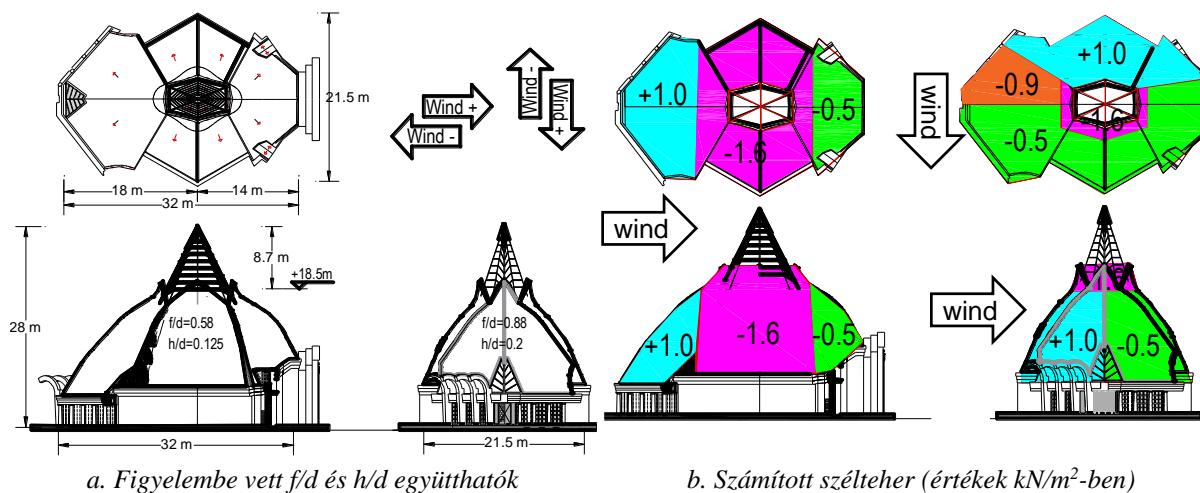 21.5 m
18 m
14 m
32 m
Wind +
Wind -
Wind -
Wind +
+1.0
-1.6
-0.5
wind
-0.9
+1.0
-0.5
8.7 m
+18.5m
28 m
f/d=0.58
h/d=0.125
32 m
f/d=0.88
h/d=0.2
21.5 m
wind
+1.0
-1.6
-0.5
wind
+1.0
-0.5
a. Figyelembe vett f/d és h/d együtthatók
b. Számított szélteher (értékek kN/m²-ben)